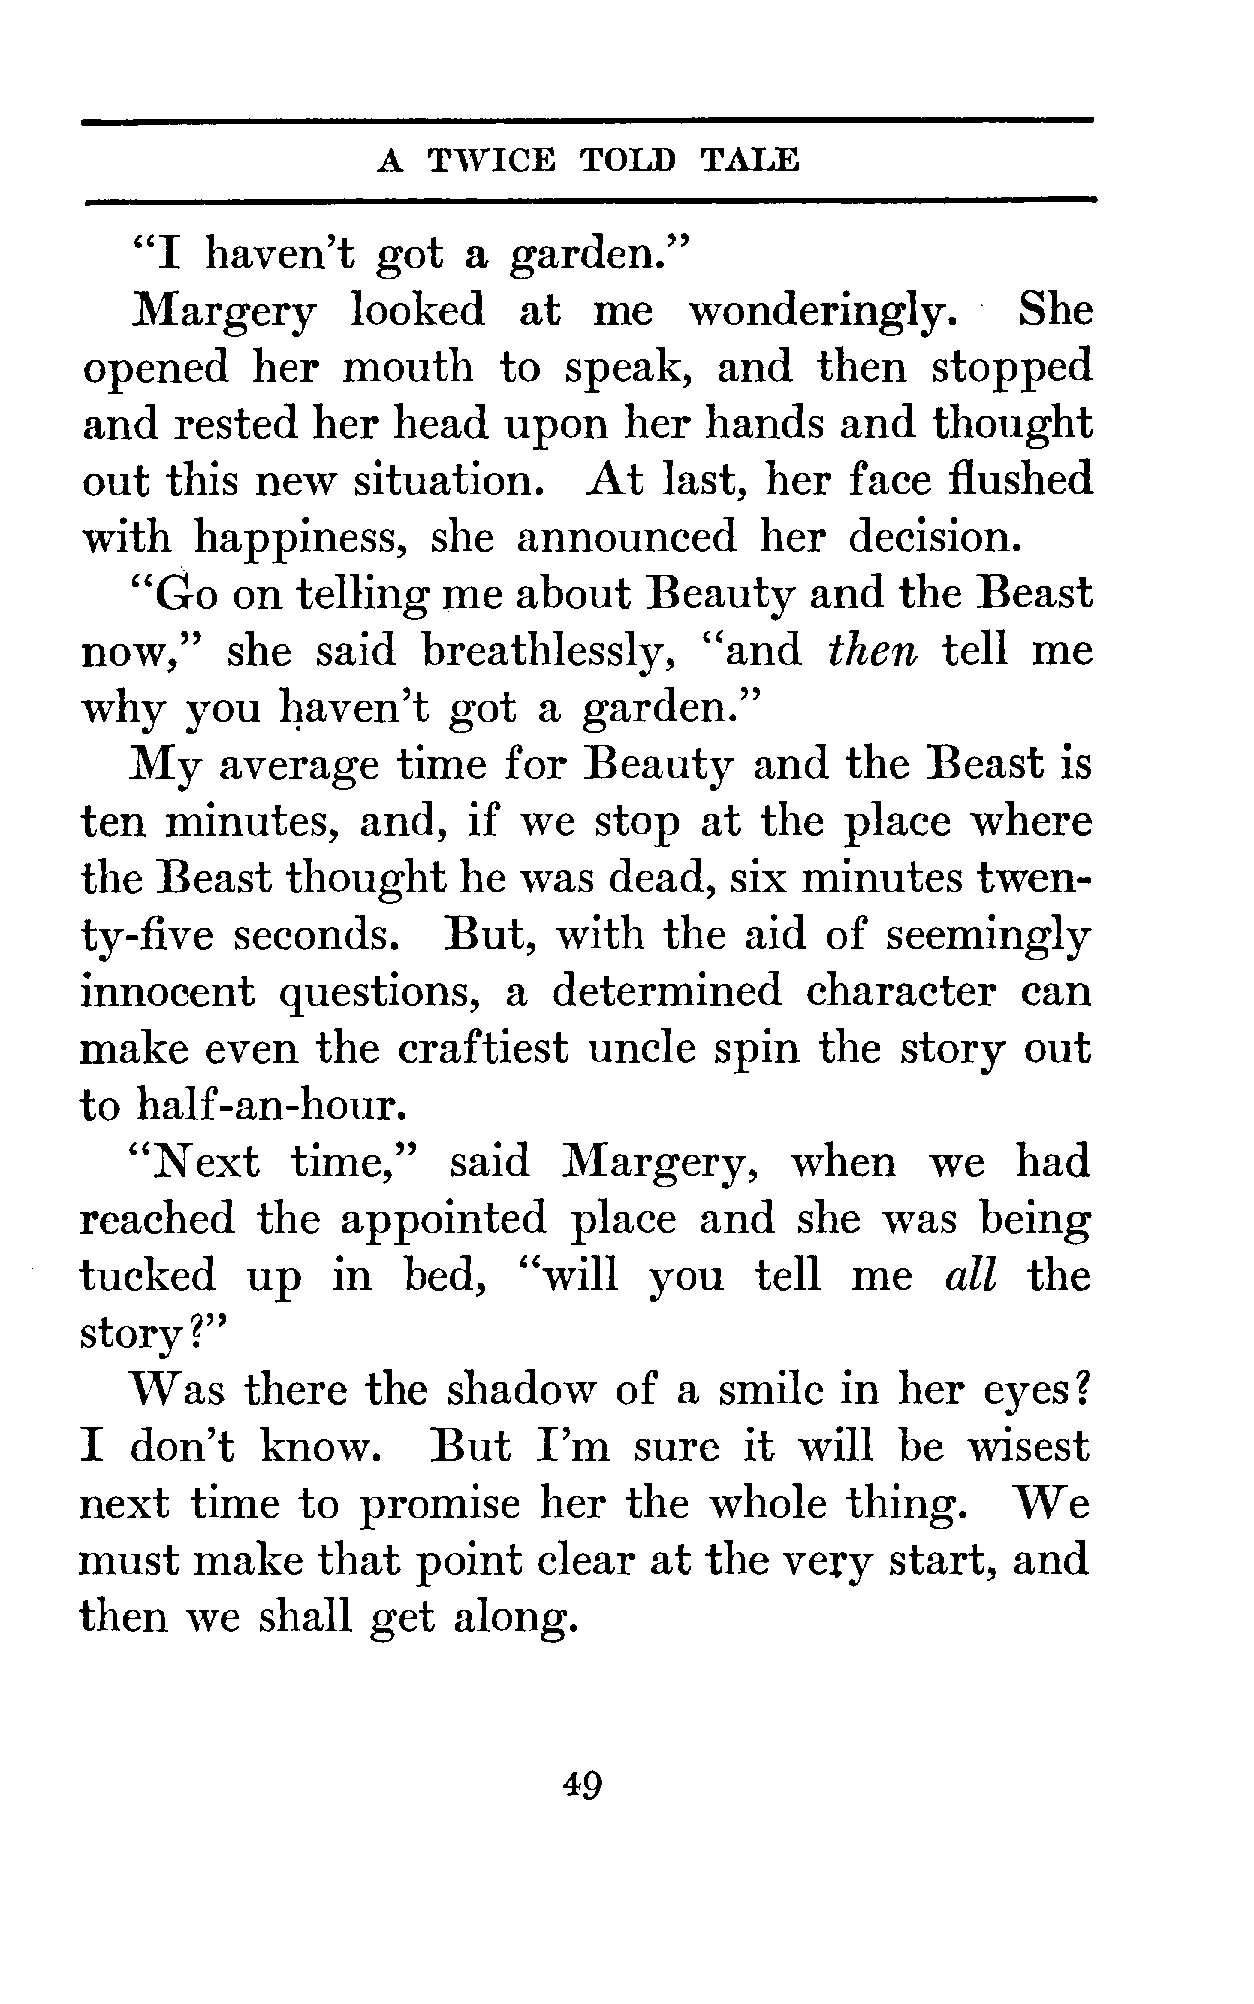 A TWICE TOLD TALE
"I haven't got a garden."
Margery looked at me wonderingly. She
opened her mouth to speak, and then stopped
and rested her head upon her hands and thought
out this new situation. At last, her face flushed
with happiness, she announced her decision.
"Go on telling me about Beauty and the Beast
now," she said breathlessly, "and then tell me
why you haven't got a garden."
My average time for Beauty and the Beast is
ten minutes, and, if we stop at the place where
the Beast thought he was dead, six minutes twen-
ty-five seconds. But, with the aid of seemingly
innocent questions, a determined character can
make even the craftiest uncle spin the story out
to half-an-hour.
"Next time," said Margery, when we had
reached the appointed place and she was being
tucked up in bed, "will you tell me all the
story?"
Was there the shadow of a smile in her eyes?
I don't know. But I'm sure it will be wisest
next time to promise her the whole thing. We
must make that point clear at the very start, and
then we shall get along.
49